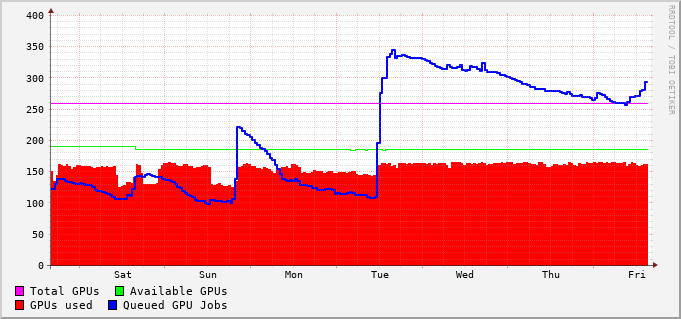 400
350
300
250
200
150
100
50
0
Sat Sun Mon Tue Wed Thu Fri
Total GPUs Available GPUs
GPUs used Queued GPU Jobs
RRDTOOL / TOBI OETIKER